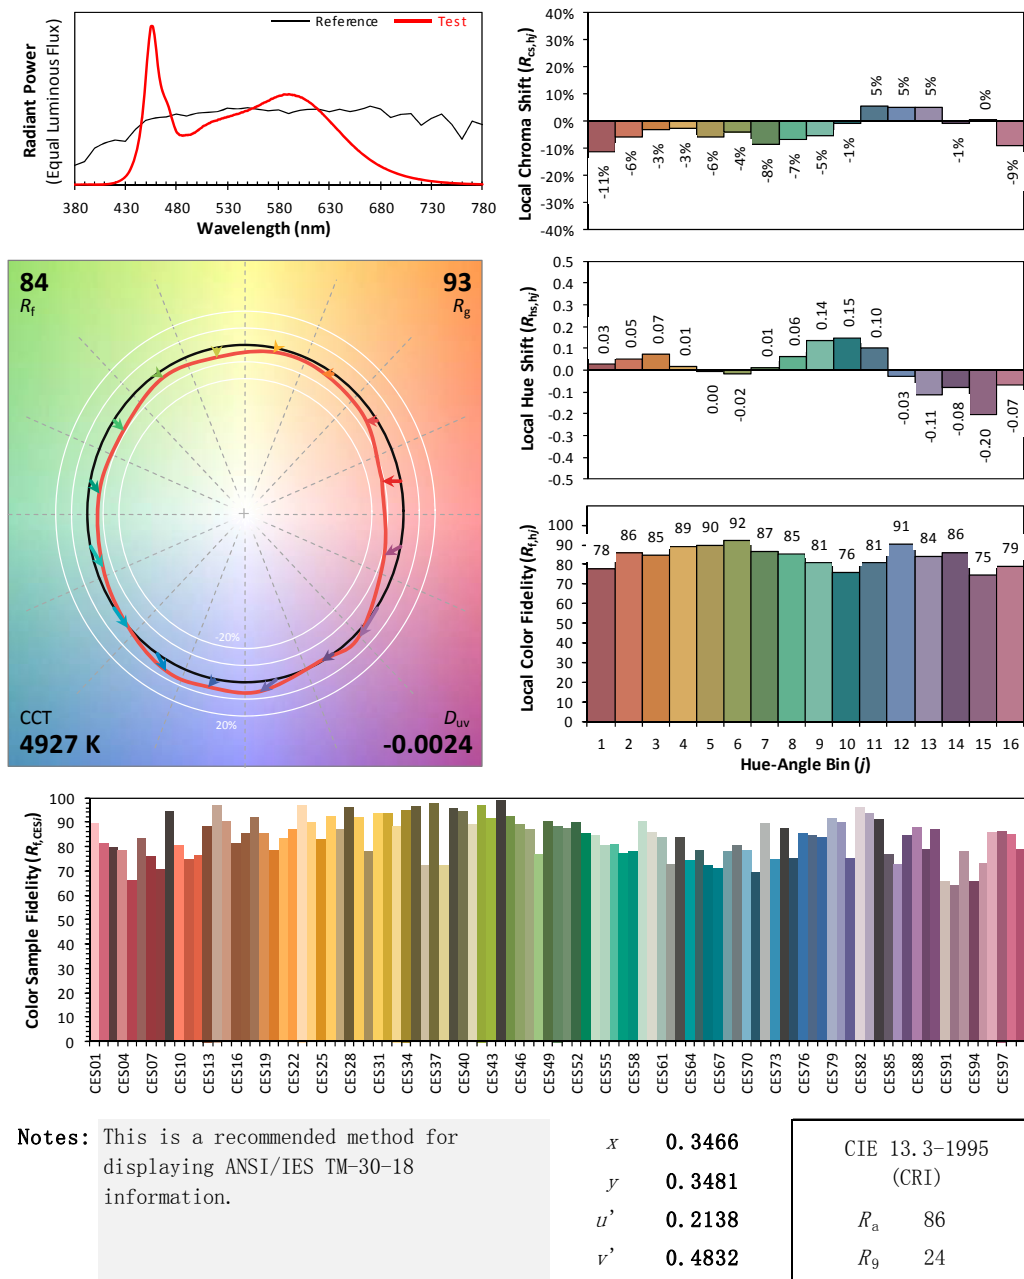 Reference
Test
Radiant Power
(Equal Luminous Flux)
380 430 480 530 580 630 680 730 780
Wavelength (nm)
Local Chroma Shift (Rcs,hj)
40%
30%
20%
10%
0%
-10%
-20%
-30%
-40%
-11% -6% -3% -3% -6% -4% -8% -7% -5% -1% 5% 5% 5% -1% 0% -9%
84
Rf
93
Rg
-20%
20%
CCT
4927 K
Duv
-0.0024
Local Hue Shift (Rhs,hj)
0.5
0.4
0.3
0.2
0.1
0.0
-0.1
-0.2
-0.3
-0.4
-0.5
0.03 0.05 0.07 0.01 0.00 -0.02 0.01 0.06 0.14 0.15 0.10 -0.03 -0.11 -0.08 -0.20 -0.07
Local Color Fidelity (Rf,hj)
100
90
80
70
60
50
40
30
20
10
0
78 86 85 89 90 92 87 85 81 76 81 91 84 86 75 79
1 2 3 4 5 6 7 8 9 10 11 12 13 14 15 16
Hue-Angle Bin (j)
Color Sample Fidelity (Rf,CESi)
100
90
80
70
60
50
40
30
20
10
0
CES01 CES04 CES07 CES10 CES13 CES16 CES19 CES22 CES25 CES28 CES31 CES34 CES37 CES40 CES43 CES46 CES49 CES52 CES55 CES58 CES61 CES64 CES67 CES70 CES73 CES76 CES79 CES82 CES85 CES88 CES91 CES94 CES97
Notes: This is a recommended method for
displaying ANSI/IES TM-30-18
information.
x 0.3466
y 0.3481
u' 0.2138
v' 0.4832
CIE 13.3-1995
(CRI)
Ra 86
R9 24